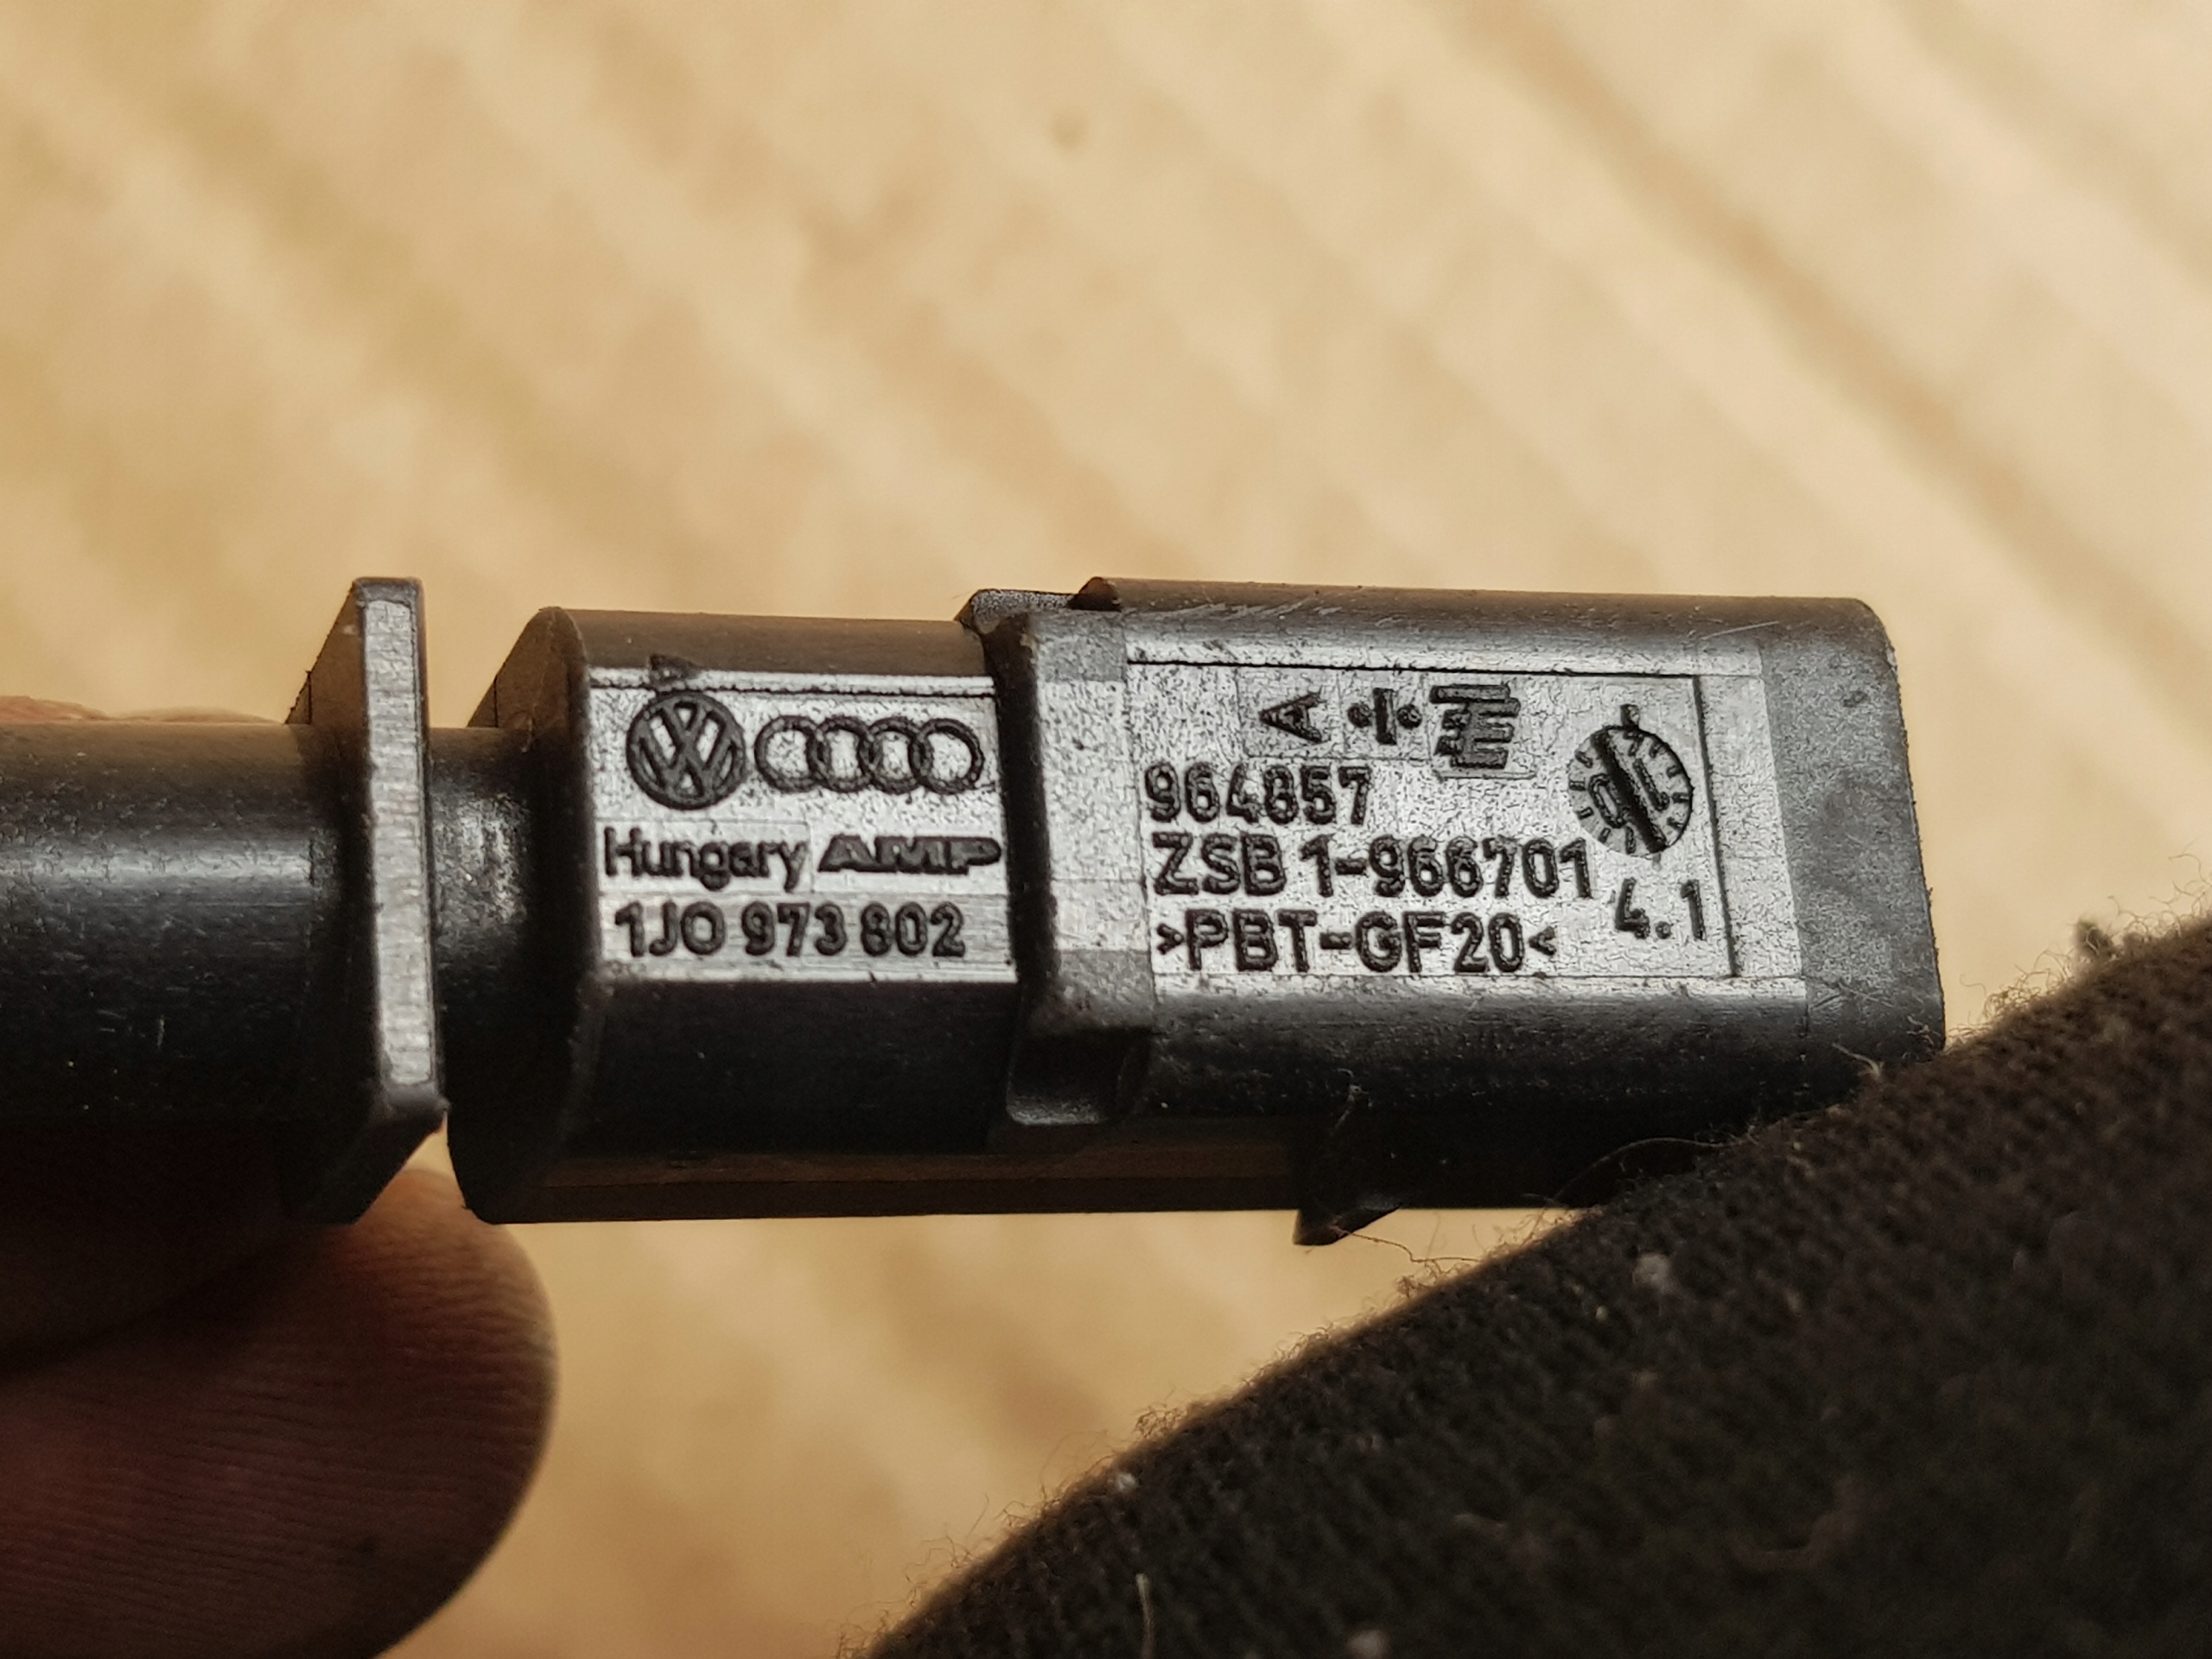 Hungary AMP
1J0 973 802
A
964857
ZSB 1-966701
4.1
>PBT-GF20<